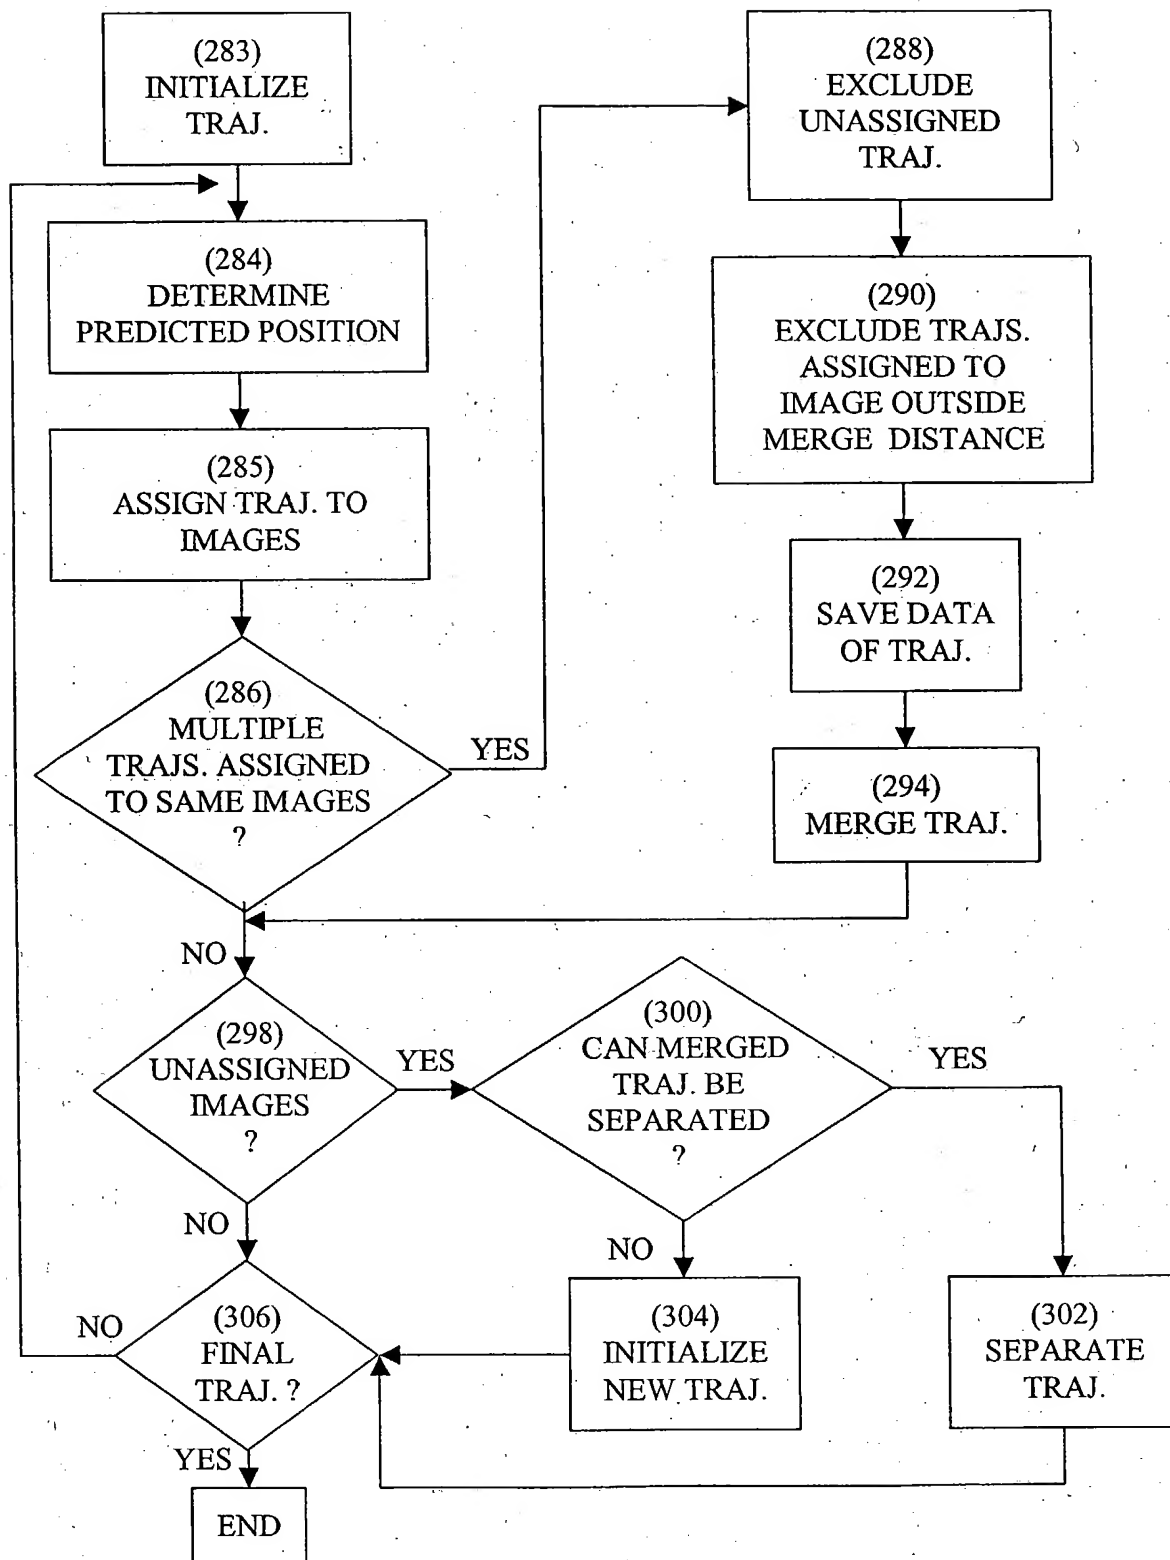 (283)
INITIALIZE
TRAJ.
(284)
DETERMINE
PREDICTED POSITION
(285)
ASSIGN TRAJ. TO
IMAGES
(286)
MULTIPLE
TRAJS. ASSIGNED
TO SAME IMAGES
?
YES
NO
(288)
EXCLUDE
UNASSIGNED
TRAJ.
(290)
EXCLUDE TRAJS.
ASSIGNED TO
IMAGE OUTSIDE
MERGE DISTANCE
(292)
SAVE DATA
OF TRAJ.
(294)
MERGE TRAJ.
(298)
UNASSIGNED
IMAGES
?
YES
NO
(300)
CAN MERGED
TRAJ. BE
SEPARATED
?
YES
NO
(304)
INITIALIZE
NEW TRAJ.
(302)
SEPARATE
TRAJ.
(306)
FINAL
TRAJ. ?
NO
YES
END